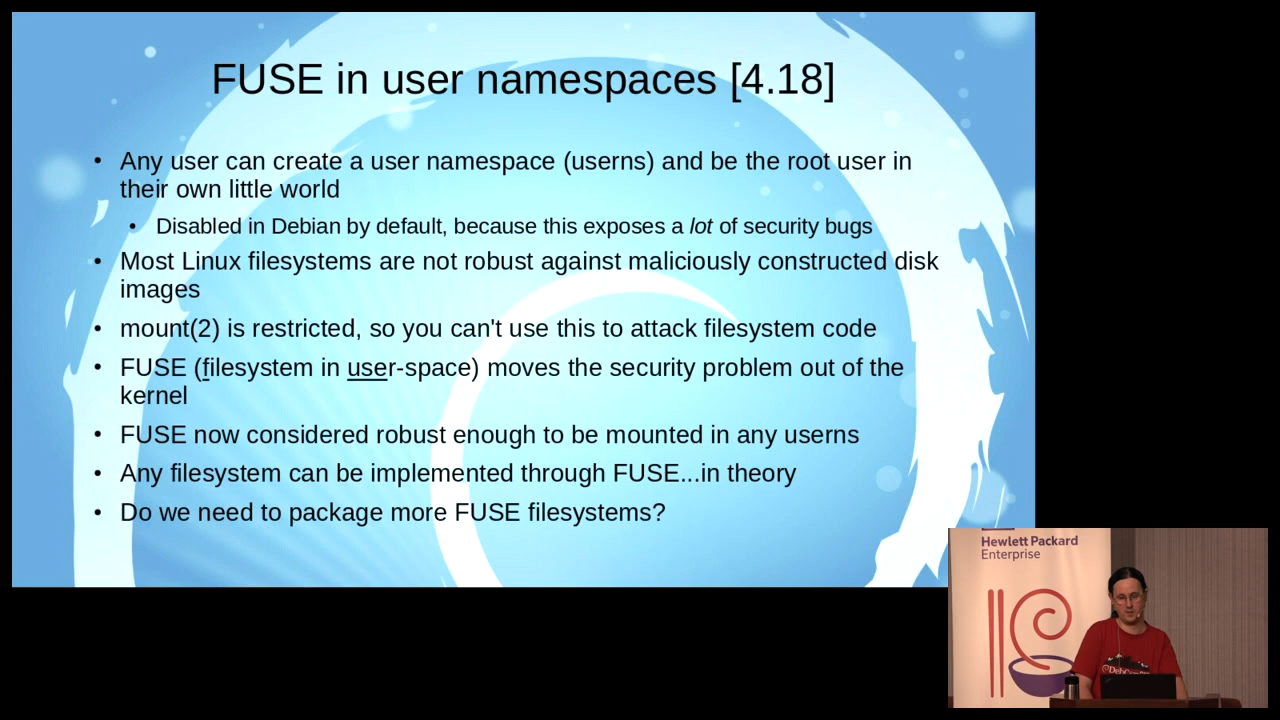 FUSE in user namespaces [4.18]
• Any user can create a user namespace (userns) and be the root user in
their own little world
• Disabled in Debian by default, because this exposes a lot of security bugs
• Most Linux filesystems are not robust against maliciously constructed disk
images
• mount(2) is restricted, so you can't use this to attack filesystem code
• FUSE (filesystem in user-space) moves the security problem out of the
kernel
• FUSE now considered robust enough to be mounted in any userns
• Any filesystem can be implemented through FUSE...in theory
• Do we need to package more FUSE filesystems?
Hewlett Packard
Enterprise